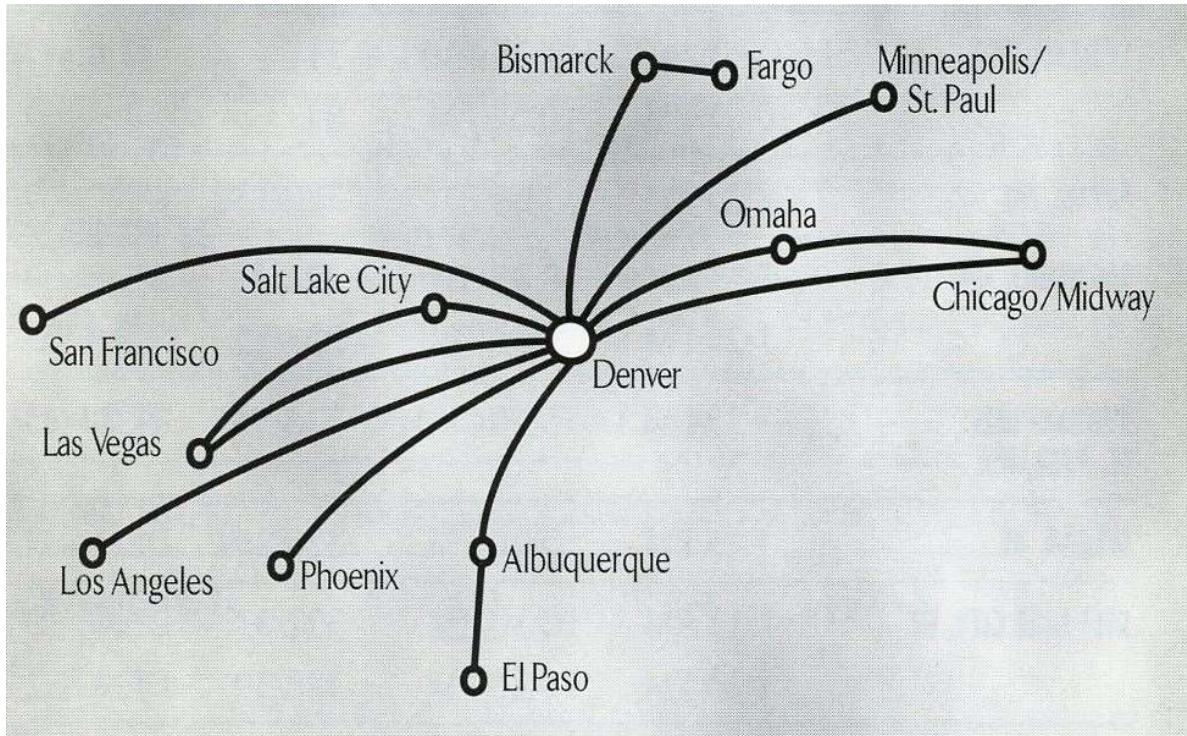 Bismarck
Fargo
Minneapolis/
St. Paul
Omaha
Salt Lake City
Chicago/Midway
San Francisco
Denver
Las Vegas
Los Angeles
Phoenix
Albuquerque
El Paso